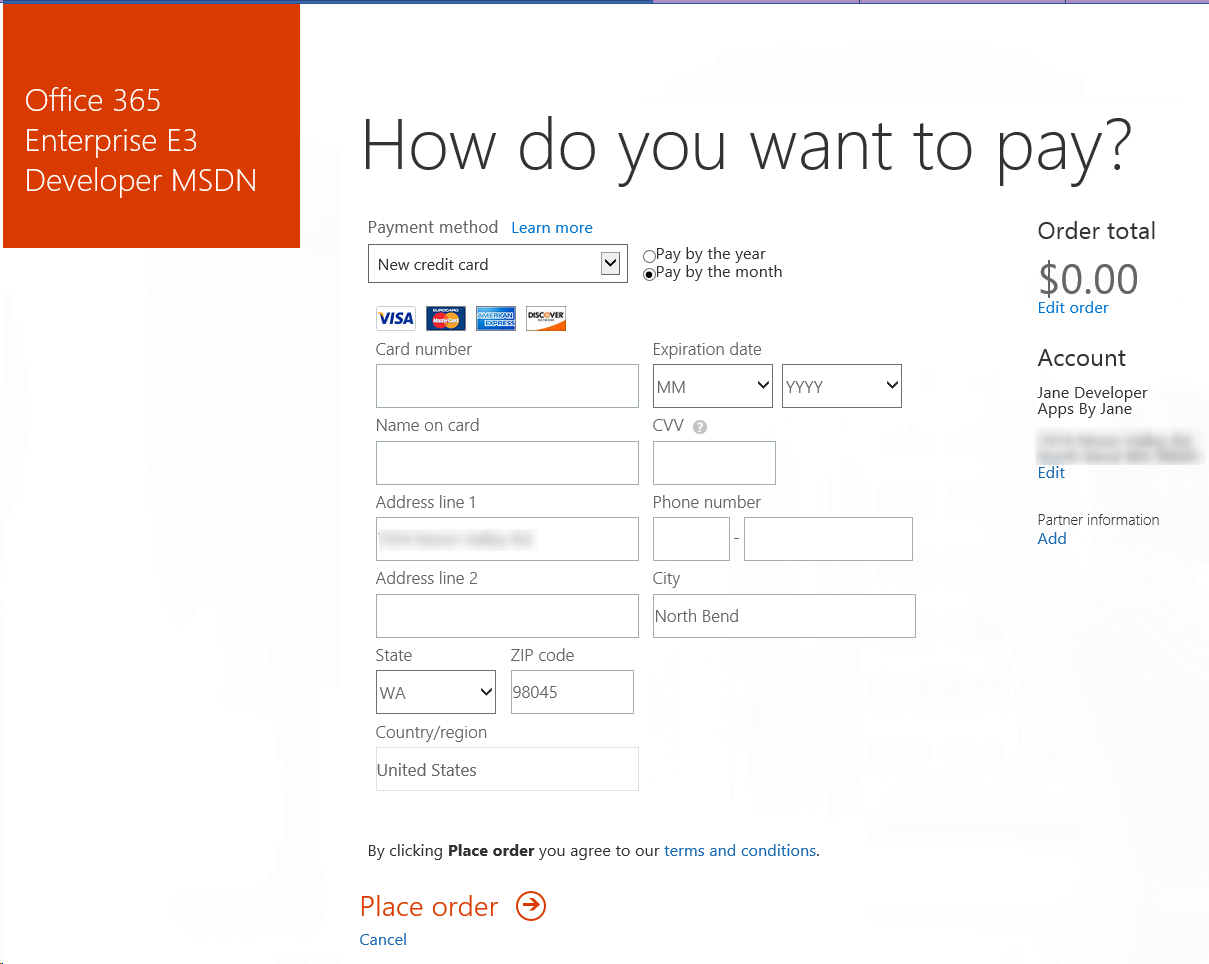 Office 365
Enterprise E3
Developer MSDN
How do you want to pay?
Payment method Learn more
New credit card
Pay by the year
Pay by the month
VISA EUROCARD MasterCard AMERICAN EXPRESS DISCOVER NETWORK
Card number
Expiration date
MM YYYY
Name on card
CVV ?
Address line 1
Phone number
-
Address line 2
City
North Bend
State
ZIP code
WA
98045
Country/region
United States
By clicking Place order you agree to our terms and conditions.
Place order
Cancel
Order total
$0.00
Edit order
Account
Jane Developer
Apps By Jane
Edit
Partner information
Add